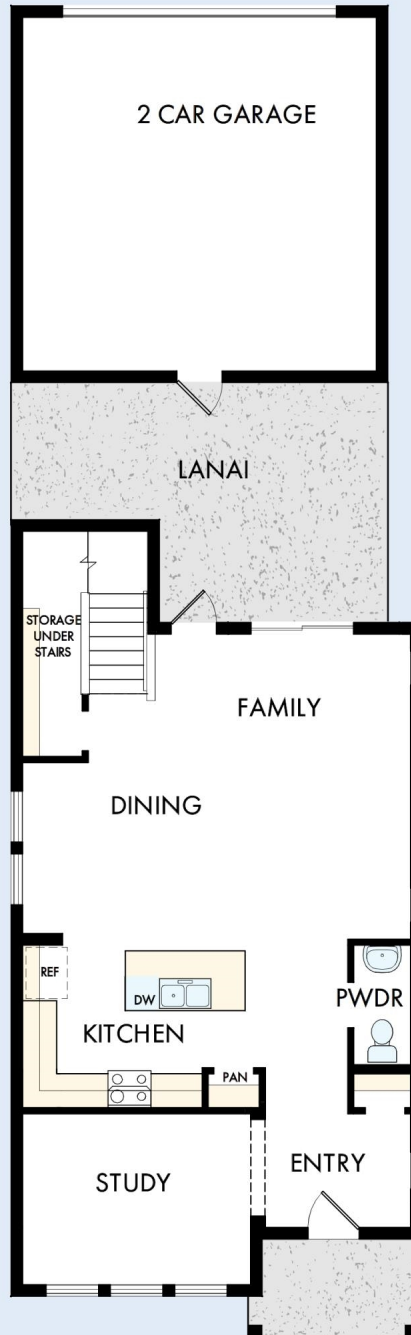 2 CAR GARAGE
LANAI
STORAGE
UNDER
STAIRS
FAMILY
DINING
REF
DW
PWDR
KITCHEN
PAN
ENTRY
STUDY